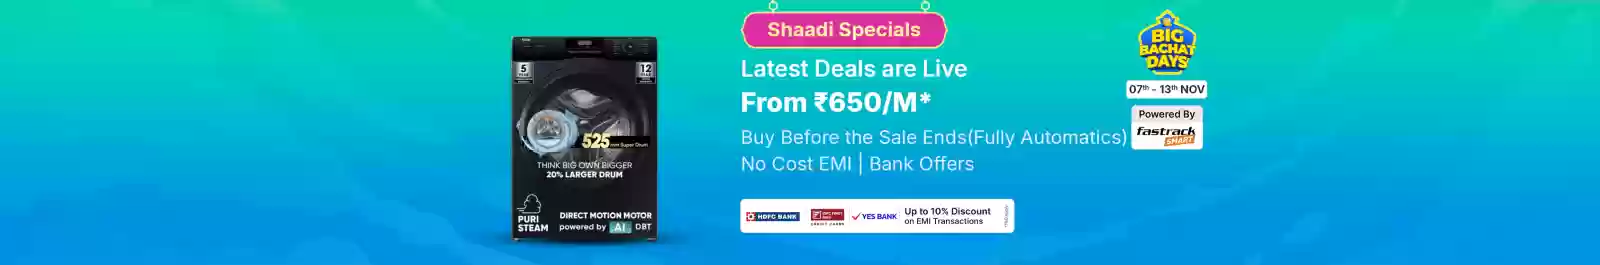 Shaadi Specials
Latest Deals are Live
From ₹650/M*
Buy Before the Sale Ends(Fully Automatics)
No Cost EMI | Bank Offers
HDFC BANK
YES BANK
Up to 10% Discount
on EMI Transactions
BIG
BACHAT
DAYS
07th - 13th NOV
Powered By
fastrack
SMART
5
12
525mm Super Drum
THINK BIG OWN BIGGER
20% LARGER DRUM
PURI
STEAM
DIRECT MOTION MOTOR
powered by AI DBT